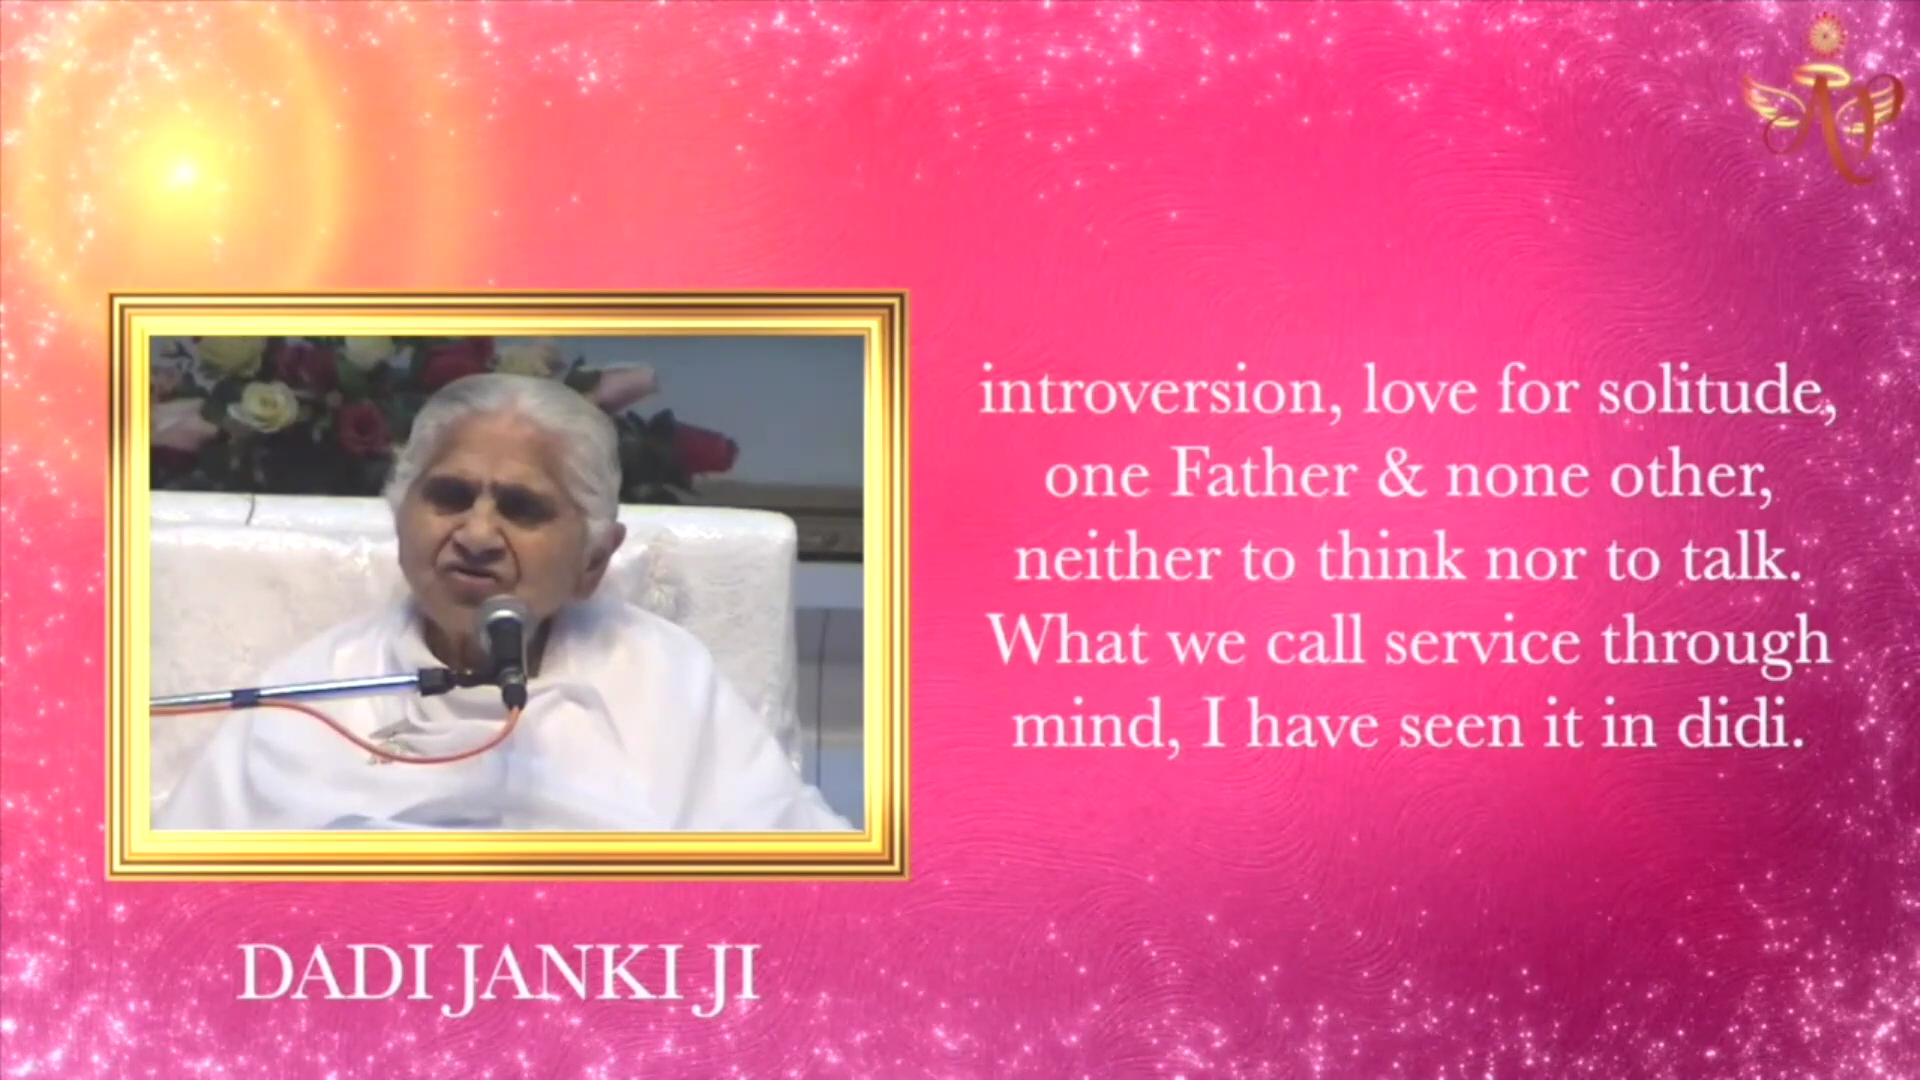 introversion, love for solitude,
one Father & none other,
neither to think nor to talk.
What we call service through
mind, I have seen it in didi.
DADI JANKI JI